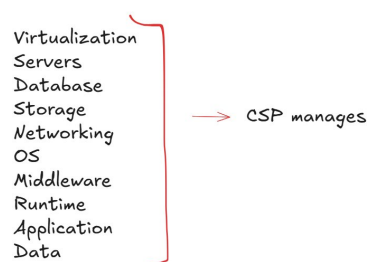 Virtualization
Servers
Database
Storage
Networking
OS
Middleware
Runtime
Application
Data
CSP manages